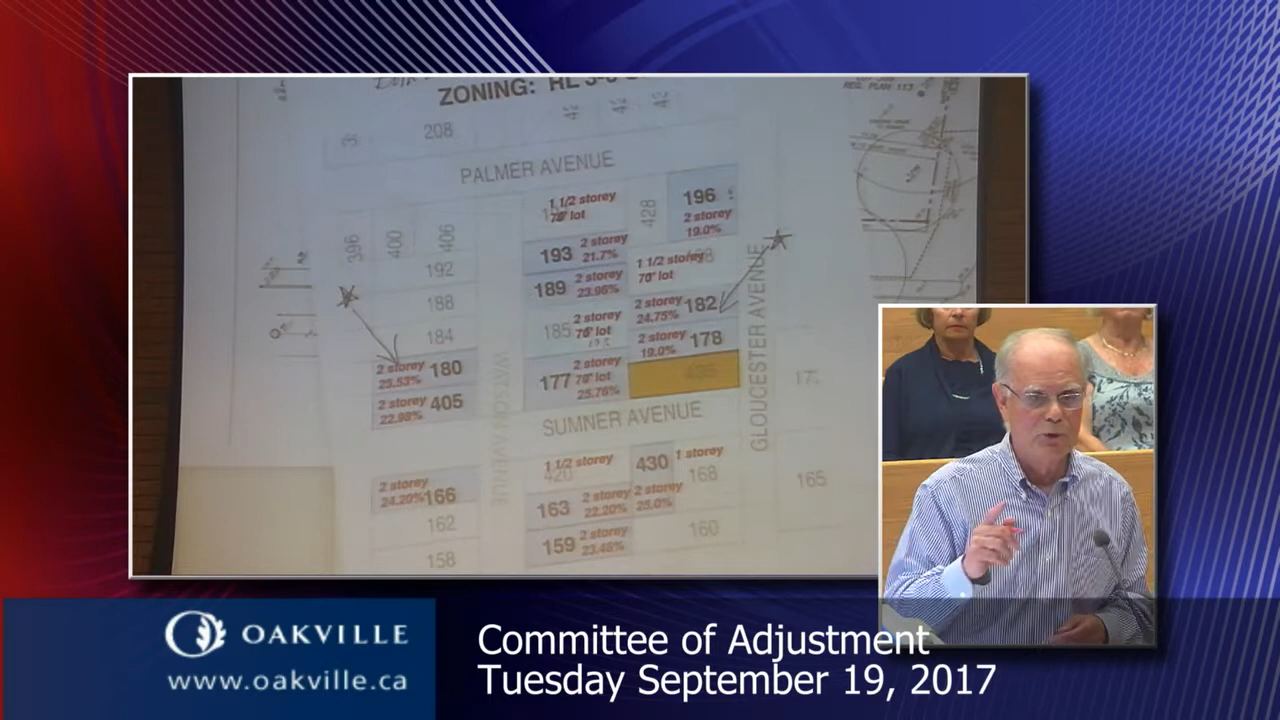 ZONING: RL 3-0
REG. PLAN 113
208
PALMER AVENUE
1 1/2 storey
70' lot
428
196
2 storey
19.0%
396
400
406
193 2 storey
21.7%
192
189 2 storey
23.96%
1 1/2 storey
70' lot
188
2 storey 182
24.75%
184
185 2 storey
70' lot
2 storey 178
19.0%
2 storey 180
25.53%
177 2 storey
70' lot
25.76%
2 storey 405
22.98%
WATSON AVENUE
SUMNER AVENUE
GLOUCESTER AVENUE
1 1/2 storey
420
430 1 storey
168
165
2 storey
24.20% 166
163 2 storey
22.20%
2 storey
25.0%
162
159 2 storey
23.48%
160
158
OAKVILLE
www.oakville.ca
Committee of Adjustment
Tuesday September 19, 2017